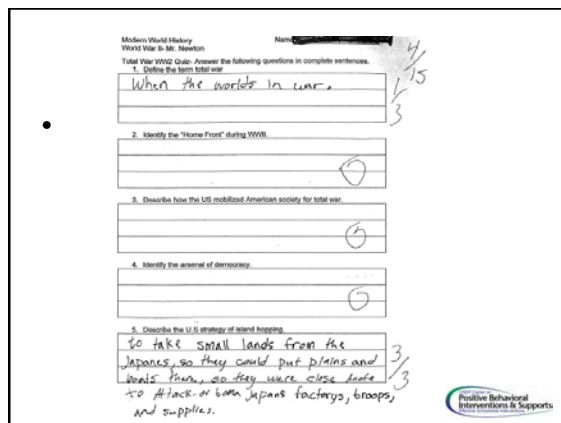 Modern World History Name
World War II- Mr. Newton
4/15
Total War WW2 Quiz- Answer the following questions in complete sentences.
1. Define the term total war
When the worlds in war.
1/3
2. Identify the "Home Front" during WWII.
0
3. Describe how the US mobilized American society for total war.
0
4. Identify the arsenal of democracy.
0
5. Describe the U.S strategy of island hopping.
to take small lands from the
Japanes, so they could put plains and
boats there, so they were close
to Attack or bomb Japans factorys, troops,
and supplies.
3/3
Positive Behavioral
Interventions & Supports